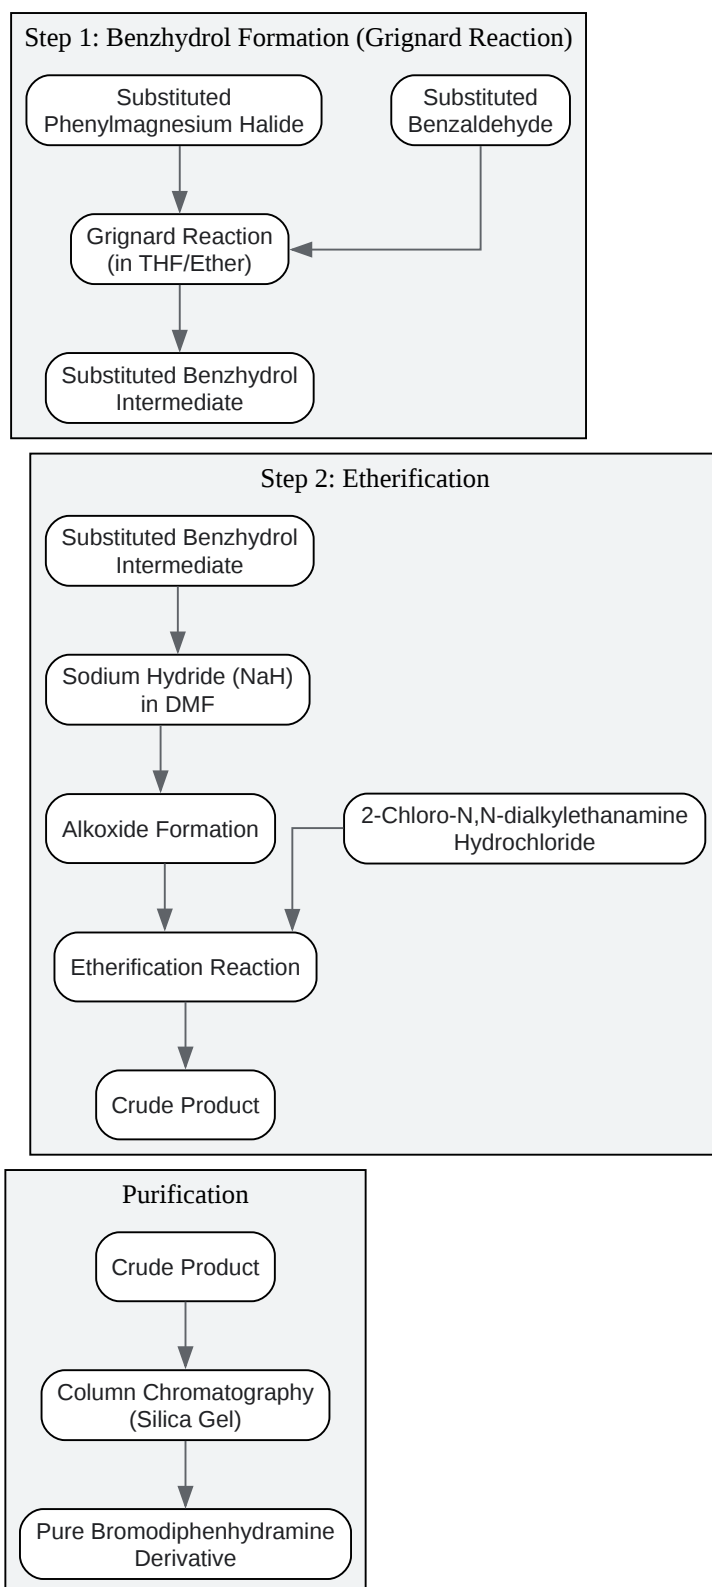 Step 1: Benzhydrol Formation (Grignard Reaction)
Substituted
Phenylmagnesium Halide
Substituted
Benzaldehyde
Grignard Reaction
(in THF/Ether)
Substituted Benzhydrol
Intermediate
Step 2: Etherification
Substituted Benzhydrol
Intermediate
Sodium Hydride (NaH)
in DMF
Alkoxide Formation
2-Chloro-N,N-dialkylethanamine
Hydrochloride
Etherification Reaction
Crude Product
Purification
Crude Product
Column Chromatography
(Silica Gel)
Pure Bromodiphenhydramine
Derivative